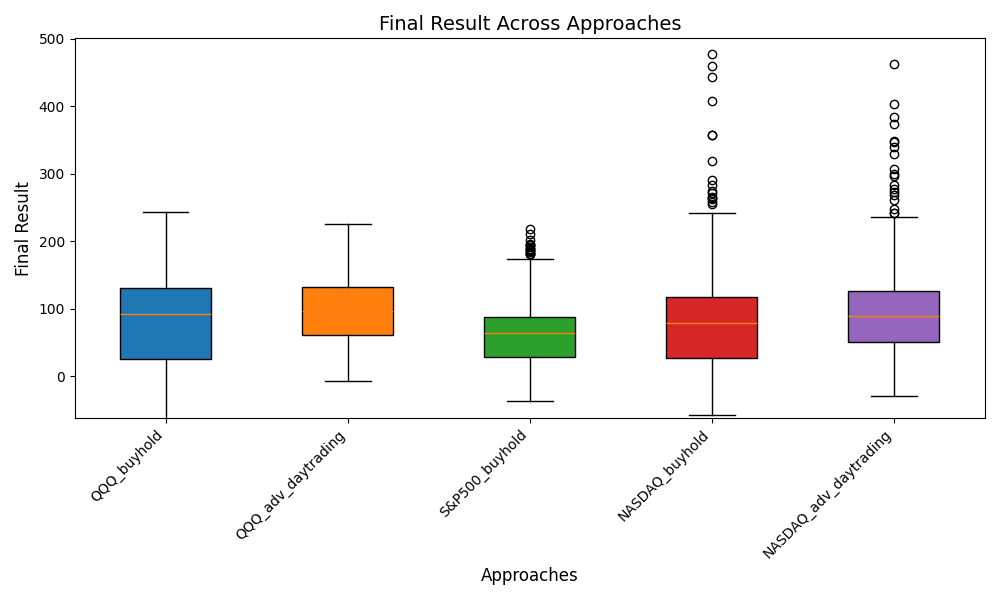 Final Result Across Approaches
Final Result
500
400
300
200
100
0
QQQ_buyhold
QQQ_adv_daytrading
S&P500_buyhold
NASDAQ_buyhold
NASDAQ_adv_daytrading
Approaches